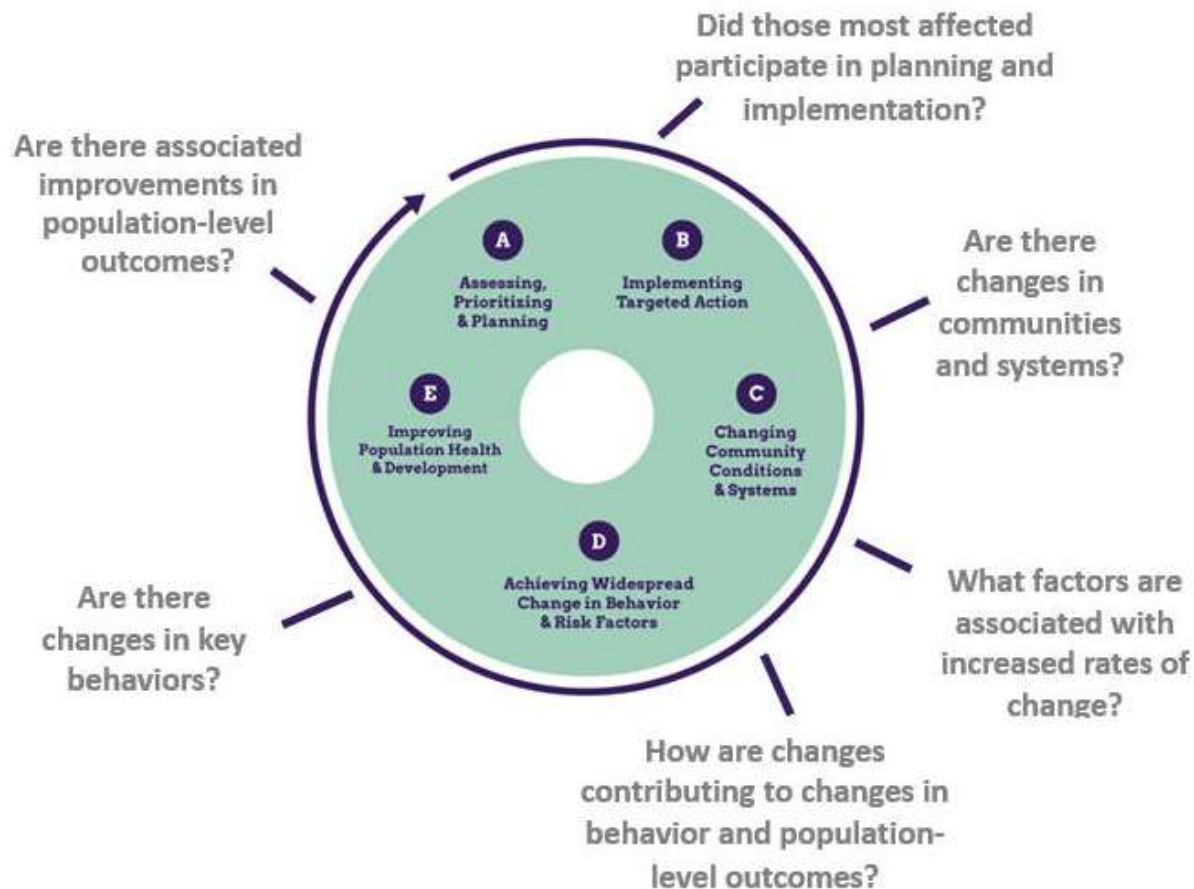 Did those most affected
participate in planning and
implementation?
Are there associated
improvements in
population-level
outcomes?
Are there
changes in
communities
and systems?
A
Assessing,
Prioritizing
& Planning
B
Implementing
Targeted Action
C
Changing
Community
Conditions
& Systems
D
Achieving Widespread
Change in Behavior
& Risk Factors
E
Improving
Population Health
& Development
What factors are
associated with
increased rates of
change?
How are changes
contributing to changes in
behavior and population-
level outcomes?
Are there
changes in key
behaviors?